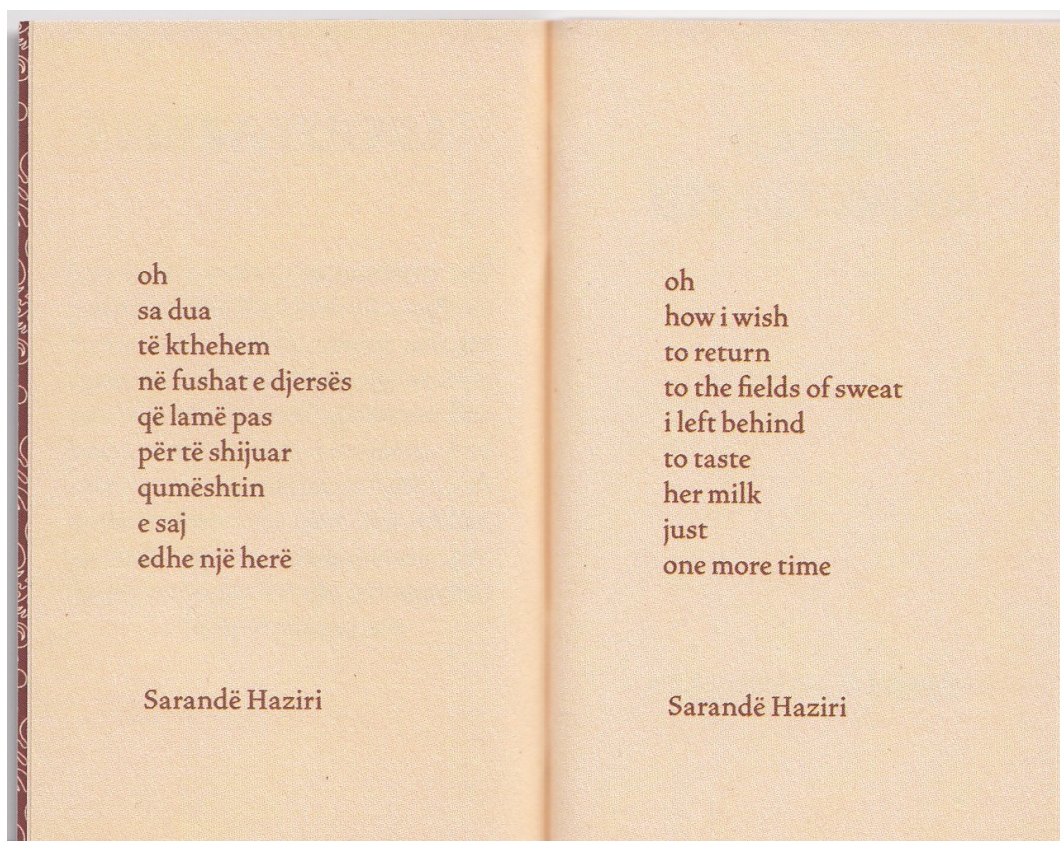 oh
sa dua
të kthehem
në fushat e djersës
që lamë pas
për të shijuar
qumështin
e saj
edhe një herë
Sarandë Haziri
oh
how i wish
to return
to the fields of sweat
i left behind
to taste
her milk
just
one more time
Sarandë Haziri